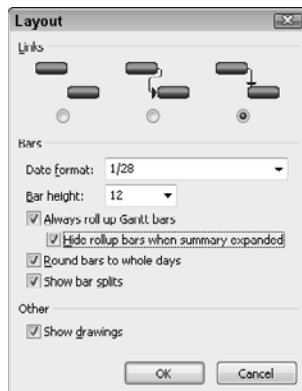 Layout
Links
Bars
Date format: 1/28
Bar height: 12
Always roll up Gantt bars
Hide rollup bars when summary expanded
Round bars to whole days
Show bar splits
Other
Show drawings
OK Cancel